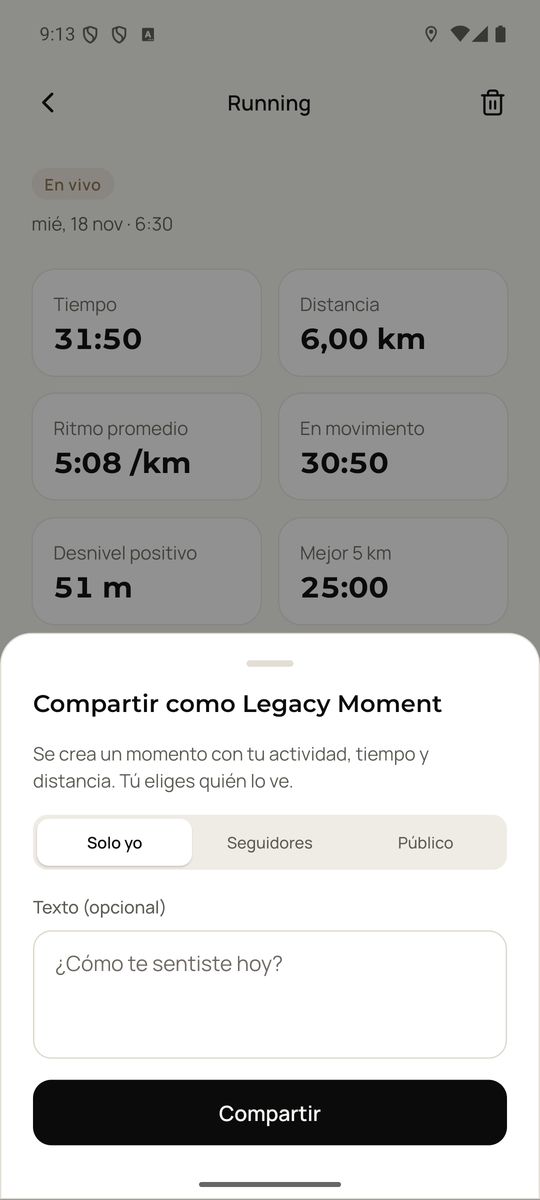 9:13
Running
En vivo
mié, 18 nov · 6:30
Tiempo
31:50
Distancia
6,00 km
Ritmo promedio
5:08 /km
En movimiento
30:50
Desnivel positivo
51 m
Mejor 5 km
25:00
Compartir como Legacy Moment
Se crea un momento con tu actividad, tiempo y
distancia. Tú eliges quién lo ve.
Solo yo
Seguidores
Público
Texto (opcional)
¿Cómo te sentiste hoy?
Compartir